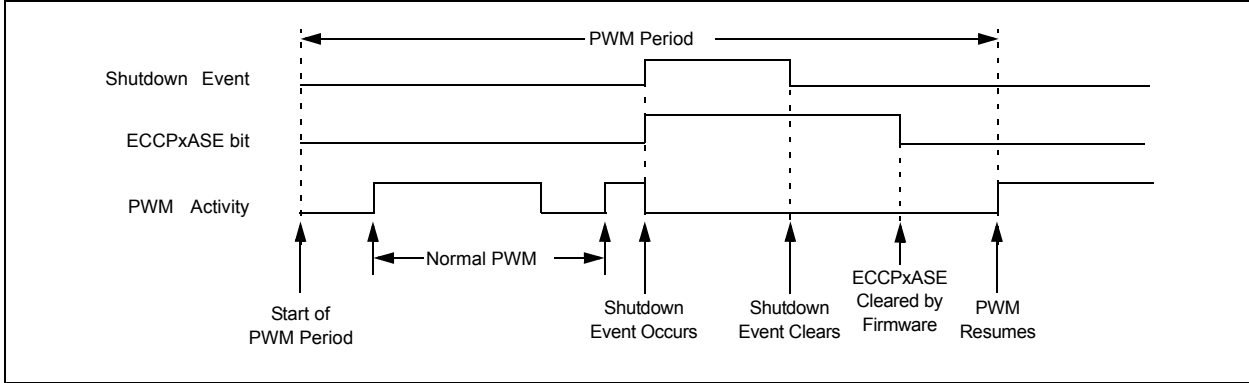 PWM Period
Shutdown Event
ECCPxASE bit
PWM Activity
Normal PWM
Start of
PWM Period
Shutdown
Event Occurs
Shutdown
Event Clears
ECCPxASE
Cleared by
Firmware
PWM
Resumes